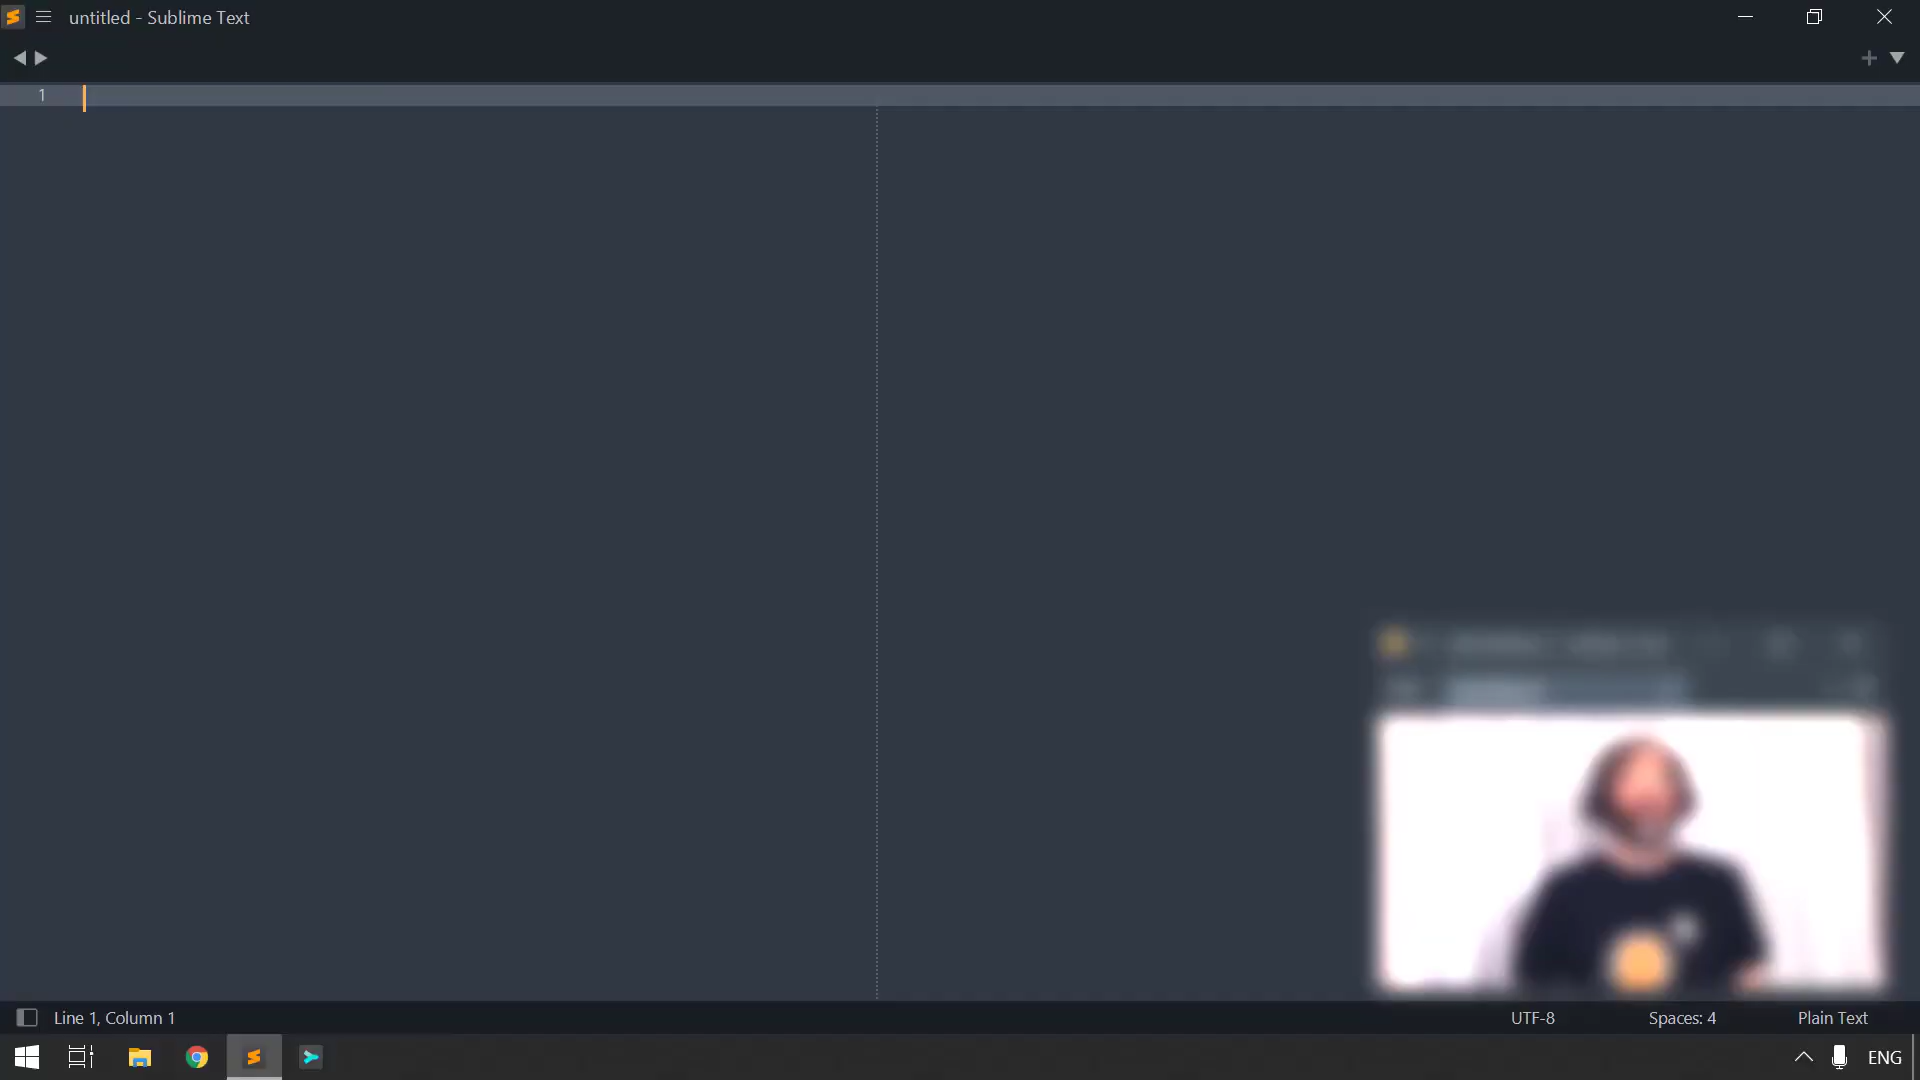 untitled - Sublime Text
1
Line 1, Column 1
UTF-8
Spaces: 4
Plain Text
ENG